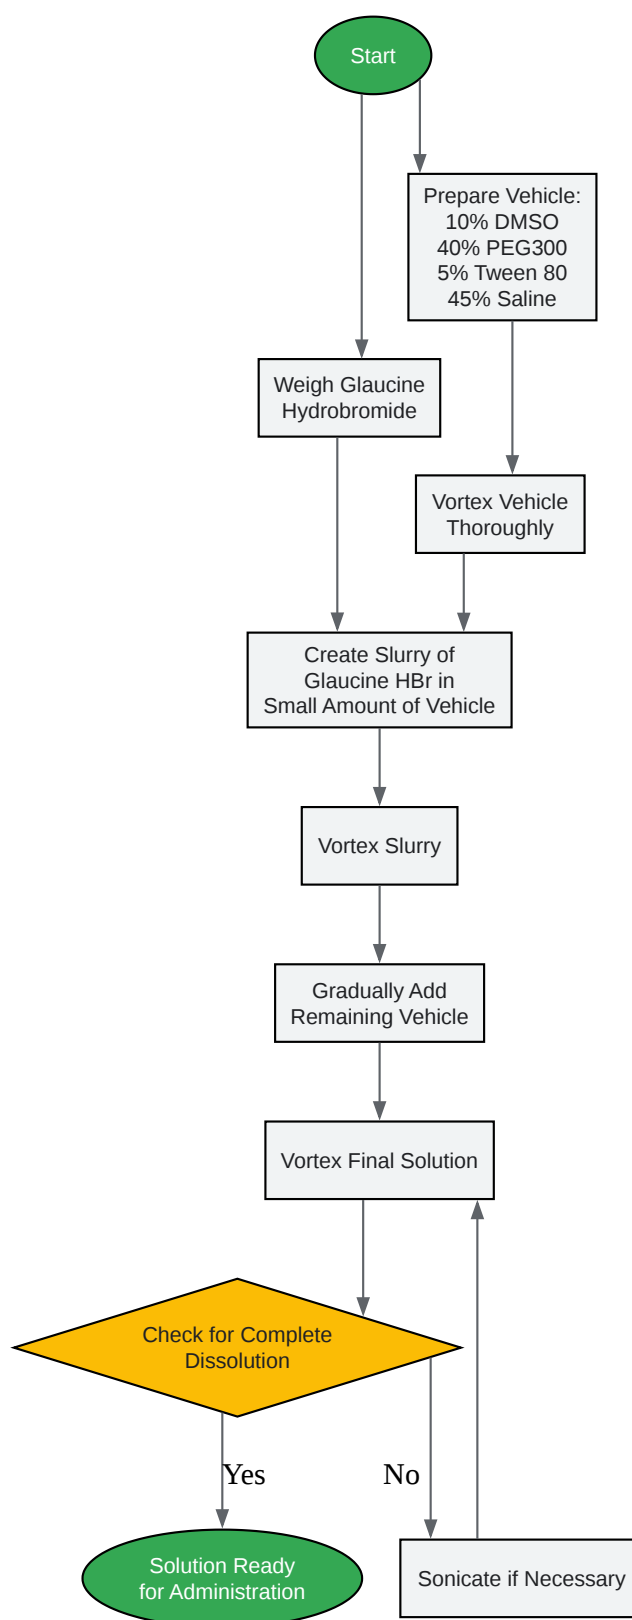 Start
Prepare Vehicle:
10% DMSO
40% PEG300
5% Tween 80
45% Saline
Weigh Glaucine
Hydrobromide
Vortex Vehicle
Thoroughly
Create Slurry of
Glaucine HBr in
Small Amount of Vehicle
Vortex Slurry
Gradually Add
Remaining Vehicle
Vortex Final Solution
Check for Complete
Dissolution
Yes
No
Solution Ready
for Administration
Sonicate if Necessary